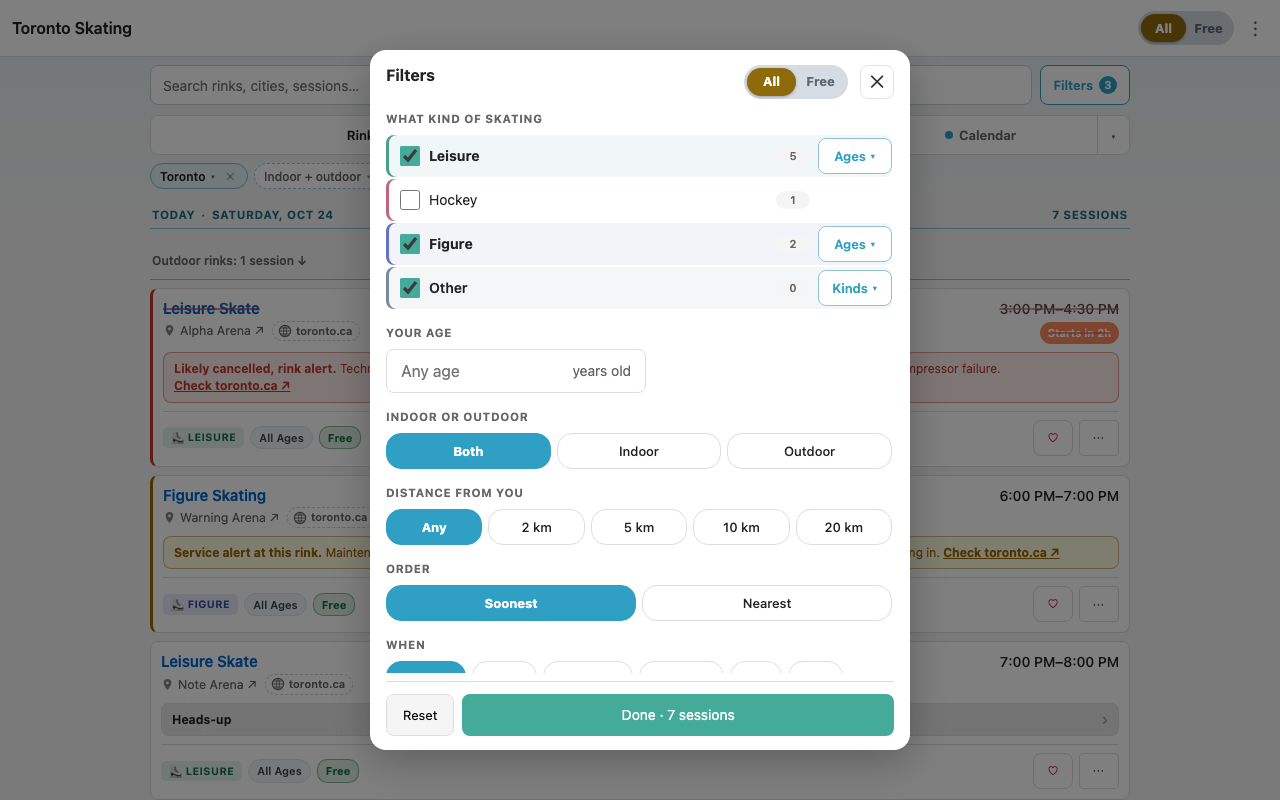 Toronto Skating
All Free
Search rinks, cities, sessions...
Filters 3
Rink
Calendar
Toronto
Indoor + outdoor
TODAY · SATURDAY, OCT 24
7 SESSIONS
Outdoor rinks: 1 session ↓
Leisure Skate
3:00 PM–4:30 PM
Alpha Arena ↗ toronto.ca
Starts in 2h
Likely cancelled, rink alert.
mpressor failure.
Check toronto.ca ↗
LEISURE All Ages Free
Figure Skating
6:00 PM–7:00 PM
Warning Arena ↗ toronto.ca
Service alert at this rink.
in. Check toronto.ca ↗
FIGURE All Ages Free
Leisure Skate
7:00 PM–8:00 PM
Note Arena ↗ toronto.ca
Heads-up
LEISURE All Ages Free
Filters
All Free
WHAT KIND OF SKATING
Leisure 5 Ages
Hockey 1
Figure 2 Ages
Other 0 Kinds
YOUR AGE
Any age years old
INDOOR OR OUTDOOR
Both Indoor Outdoor
DISTANCE FROM YOU
Any 2 km 5 km 10 km 20 km
ORDER
Soonest Nearest
WHEN
Reset Done · 7 sessions